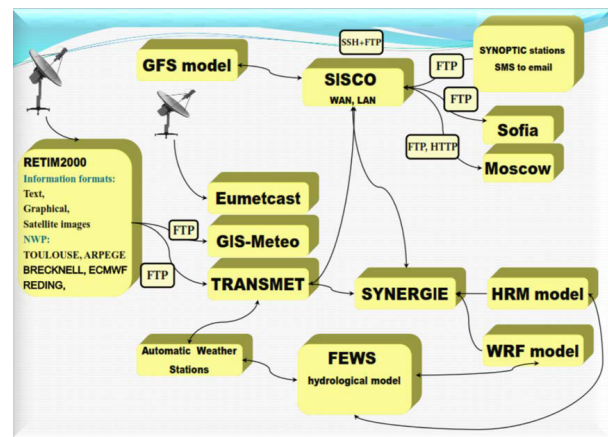 SSH+FTP
GFS model
SISCO
WAN, LAN
FTP
SYNOPTIC stations
SMS to email
FTP
Sofia
FTP, HTTP
Moscow
RETIM2000
Information formats:
Text,
Graphical,
Satellite images
NWP:
TOULOUSE, ARPEGE
BRECKNELL, ECMWF
REDING,
Eumetcast
FTP
GIS-Meteo
FTP
TRANSMET
SYNERGIE
HRM model
Automatic Weather
Stations
FEWS
hydrological model
WRF model